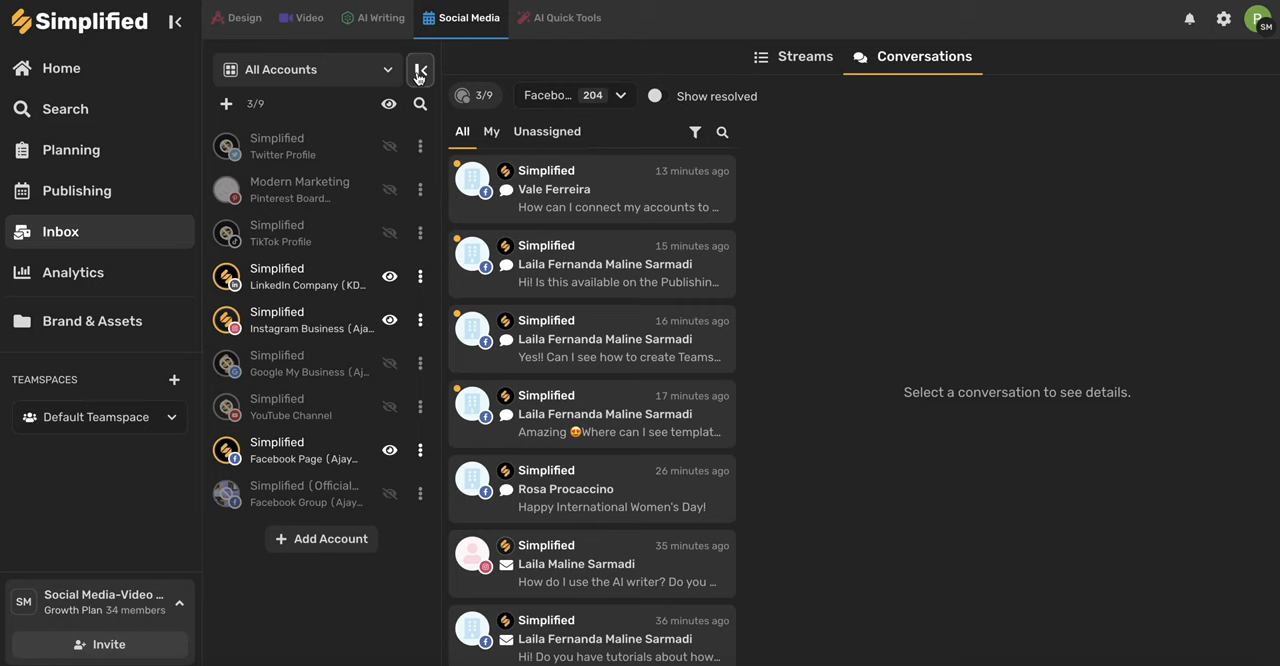 Simplified
Design
Video
AI Writing
Social Media
AI Quick Tools
SM
Home
Search
Planning
Publishing
Inbox
Analytics
Brand & Assets
TEAMSPACES
Default Teamspace
SM
Social Media-Video ...
Growth Plan 34 members
Invite
All Accounts
3/9
Simplified
Twitter Profile
Modern Marketing
Pinterest Board...
Simplified
TikTok Profile
Simplified
LinkedIn Company (KD...
Simplified
Instagram Business (Aja...
Simplified
Google My Business (Aj...
Simplified
YouTube Channel
Simplified
Facebook Page (Ajay...
Simplified (Official...
Facebook Group (Ajay...
Add Account
Streams
Conversations
3/9
Facebo... 204
Show resolved
All
My
Unassigned
Simplified 13 minutes ago
Vale Ferreira
How can I connect my accounts to ...
Simplified 15 minutes ago
Laila Fernanda Maline Sarmadi
Hi! Is this available on the Publishin...
Simplified 16 minutes ago
Laila Fernanda Maline Sarmadi
Yes!! Can I see how to create Teams...
Simplified 17 minutes ago
Laila Fernanda Maline Sarmadi
Amazing 😍Where can I see templat...
Simplified 26 minutes ago
Rosa Procaccino
Happy International Women's Day!
Simplified 35 minutes ago
Laila Maline Sarmadi
How do I use the AI writer? Do you ...
Simplified 36 minutes ago
Laila Fernanda Maline Sarmadi
Hi! Do you have tutorials about how...
Select a conversation to see details.